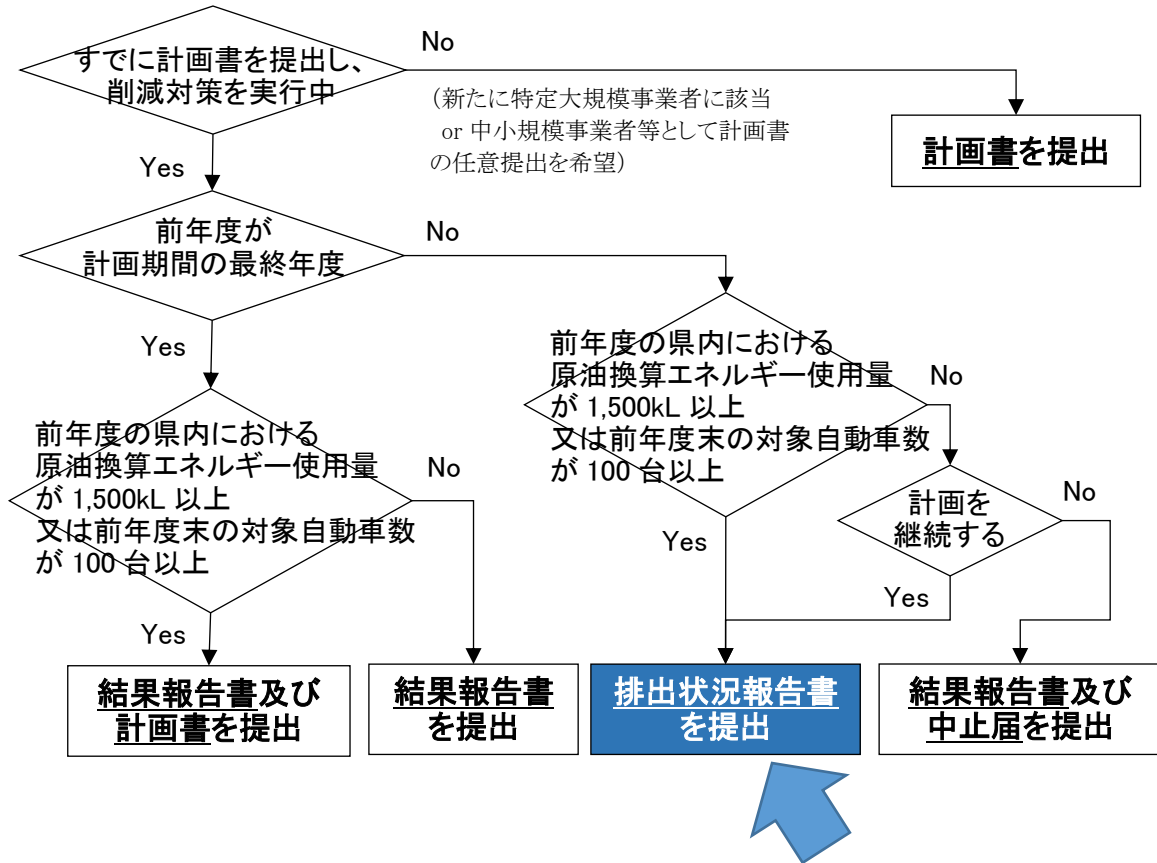 すでに計画書を提出し、
削減対策を実行中
No
（新たに特定大規模事業者に該当
or 中小規模事業者等として計画書
の任意提出を希望）
計画書を提出
Yes
前年度が
計画期間の最終年度
No
Yes
前年度の県内における
原油換算エネルギー使用量
が 1,500kL 以上
又は前年度末の対象自動車数
が 100 台以上
No
前年度の県内における
原油換算エネルギー使用量
が 1,500kL 以上
又は前年度末の対象自動車数
が 100 台以上
No
計画を
継続する
No
Yes
Yes
Yes
結果報告書及び
計画書を提出
結果報告書
を提出
排出状況報告書
を提出
結果報告書及び
中止届を提出